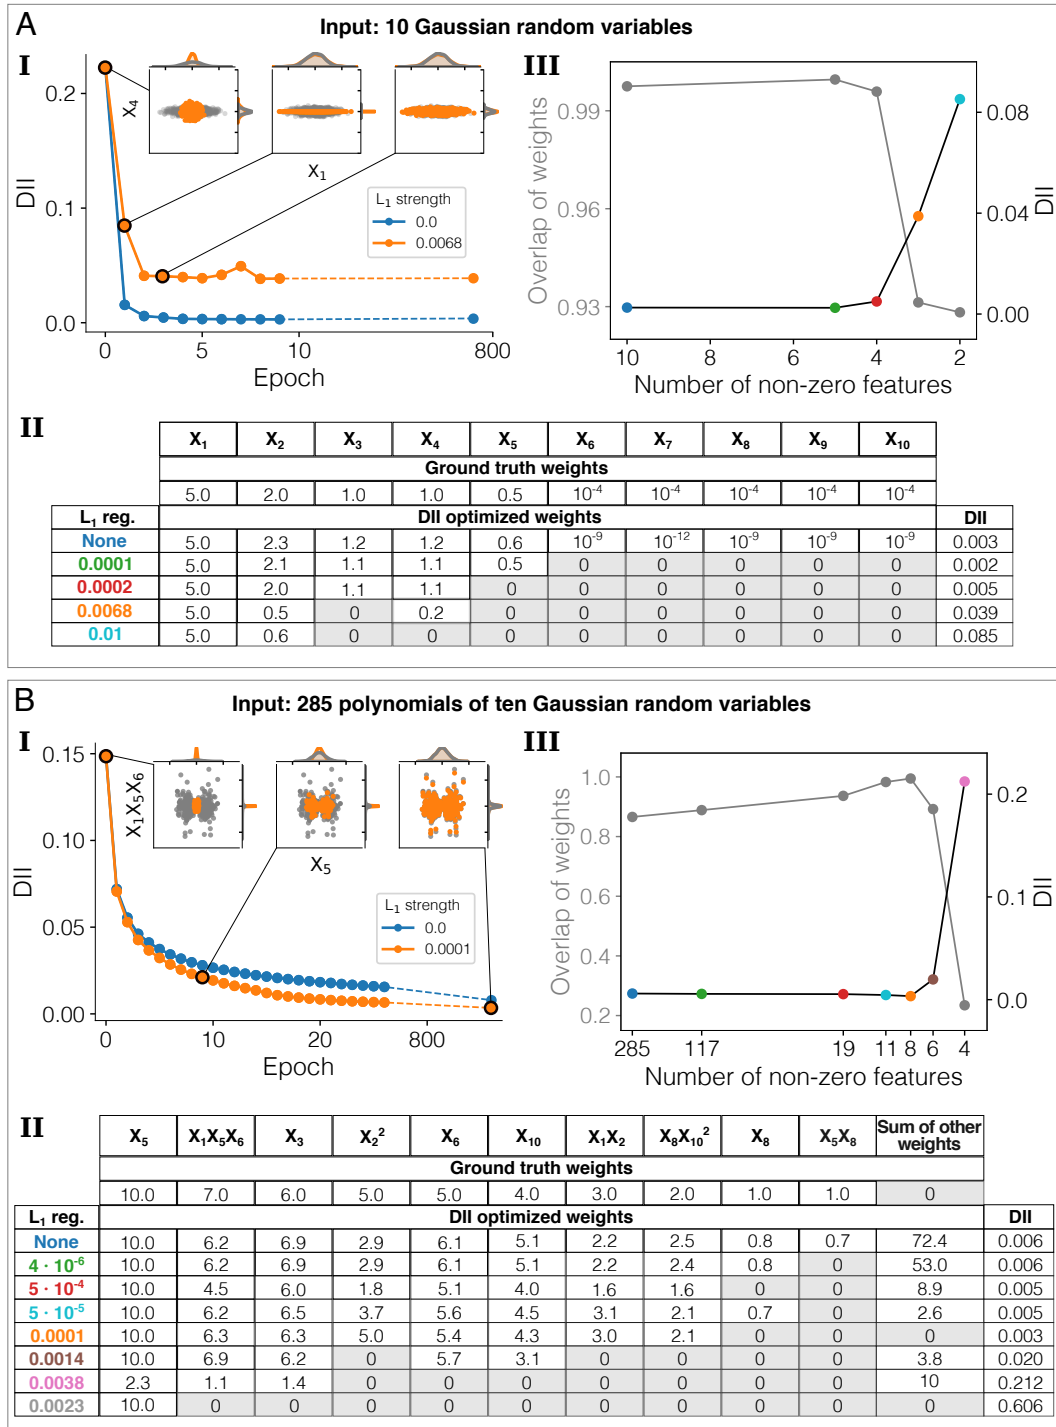 A
Input: 10 Gaussian random variables
I
III
DII
0.2
0.1
0.0
X4
X1
L1 strength
0.0
0.0068
0 5 10 800
Epoch
Overlap of weights
0.99
0.96
0.93
0.08
0.04
0.00
DII
10 8 6 4 2
Number of non-zero features
II
X1 X2 X3 X4 X5 X6 X7 X8 X9 X10
Ground truth weights
5.0 2.0 1.0 1.0 0.5 10⁻⁴ 10⁻⁴ 10⁻⁴ 10⁻⁴ 10⁻⁴
L1 reg. DII optimized weights DII
None 5.0 2.3 1.2 1.2 0.6 10⁻⁹ 10⁻¹² 10⁻⁹ 10⁻⁹ 10⁻⁹ 0.003
0.0001 5.0 2.1 1.1 1.1 0.5 0 0 0 0 0 0.002
0.0002 5.0 2.0 1.1 1.1 0 0 0 0 0 0 0.005
0.0068 5.0 0.5 0 0.2 0 0 0 0 0 0 0.039
0.01 5.0 0.6 0 0 0 0 0 0 0 0 0.085
B
Input: 285 polynomials of ten Gaussian random variables
I
III
DII
0.15
0.10
0.05
0.00
X1X5X6
X5
L1 strength
0.0
0.0001
0 10 20 800
Epoch
Overlap of weights
1.0
0.8
0.6
0.4
0.2
0.2
0.1
0.0
DII
285 117 19 11 8 6 4
Number of non-zero features
II
X5 X1X5X6 X3 X2² X6 X10 X1X2 X8X10² X8 X5X8 Sum of other weights
Ground truth weights
10.0 7.0 6.0 5.0 5.0 4.0 3.0 2.0 1.0 1.0 0
L1 reg. DII optimized weights DII
None 10.0 6.2 6.9 2.9 6.1 5.1 2.2 2.5 0.8 0.7 72.4 0.006
4 · 10⁻⁶ 10.0 6.2 6.9 2.9 6.1 5.1 2.2 2.4 0.8 0 53.0 0.006
5 · 10⁻⁴ 10.0 4.5 6.0 1.8 5.1 4.0 1.6 1.6 0 0 8.9 0.005
5 · 10⁻⁵ 10.0 6.2 6.5 3.7 5.6 4.5 3.1 2.1 0.7 0 2.6 0.005
0.0001 10.0 6.3 6.3 5.0 5.4 4.3 3.0 2.1 0 0 0 0.003
0.0014 10.0 6.9 6.2 0 5.7 3.1 0 0 0 0 3.8 0.020
0.0038 2.3 1.1 1.4 0 0 0 0 0 0 0 10 0.212
0.0023 10.0 0 0 0 0 0 0 0 0 0 0 0.606